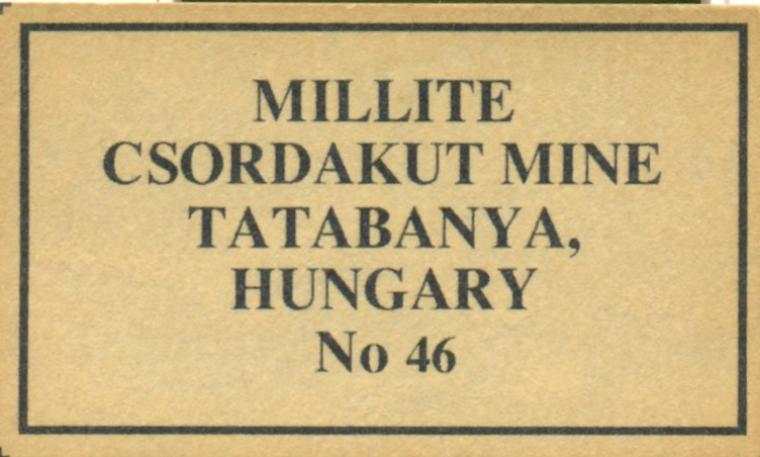 MILLITE
CSORDAKUT MINE
TATABANYA,
HUNGARY
No 46